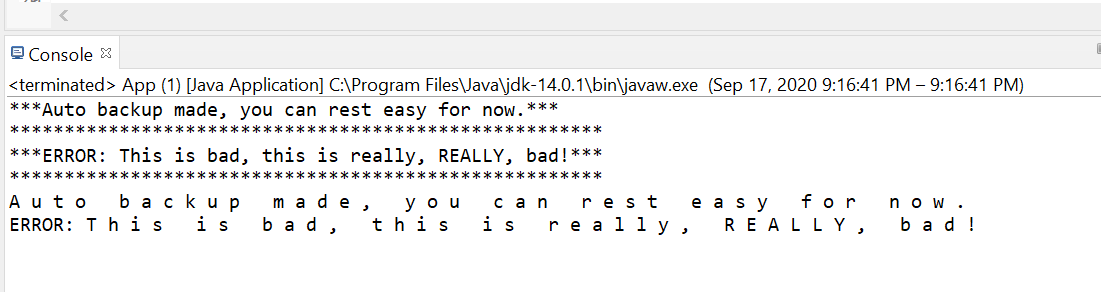 Console
<terminated> App (1) [Java Application] C:\Program Files\Java\jdk-14.0.1\bin\javaw.exe (Sep 17, 2020 9:16:41 PM – 9:16:41 PM)
***Auto backup made, you can rest easy for now.***
******************************************************
***ERROR: This is bad, this is really, REALLY, bad!***
******************************************************
A u t o   b a c k u p   m a d e ,   y o u   c a n   r e s t   e a s y   f o r   n o w .
ERROR: T h i s   i s   b a d ,   t h i s   i s   r e a l l y ,   R E A L L Y ,   b a d !